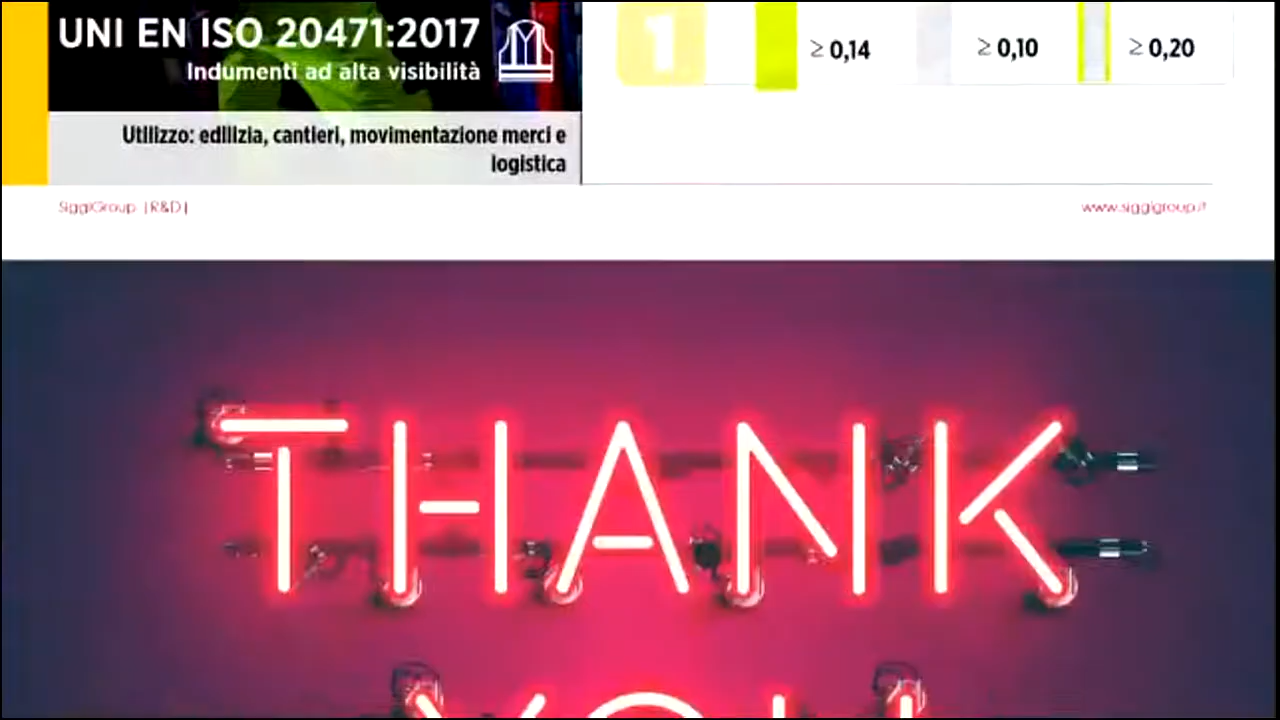 UNI EN ISO 20471:2017
Indumenti ad alta visibilità
Utilizzo: edilizia, cantieri, movimentazione merci e
logistica
1
≥ 0,14
≥ 0,10
≥ 0,20
SiggiGroup |R&D|
www.siggigroup.it
THANK
YOU